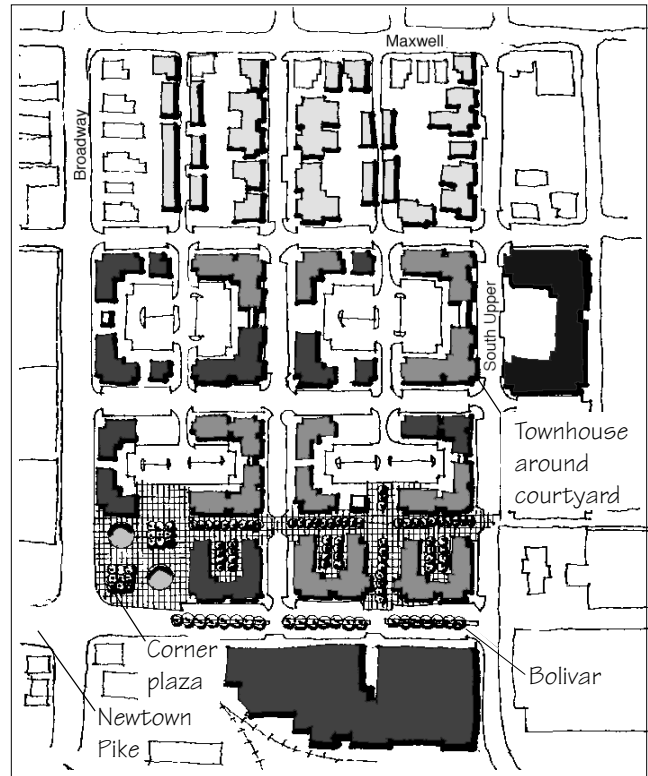 Maxwell
Broadway
South Upper
Townhouse
around
courtyard
Corner
plaza
Bolivar
Newtown
Pike